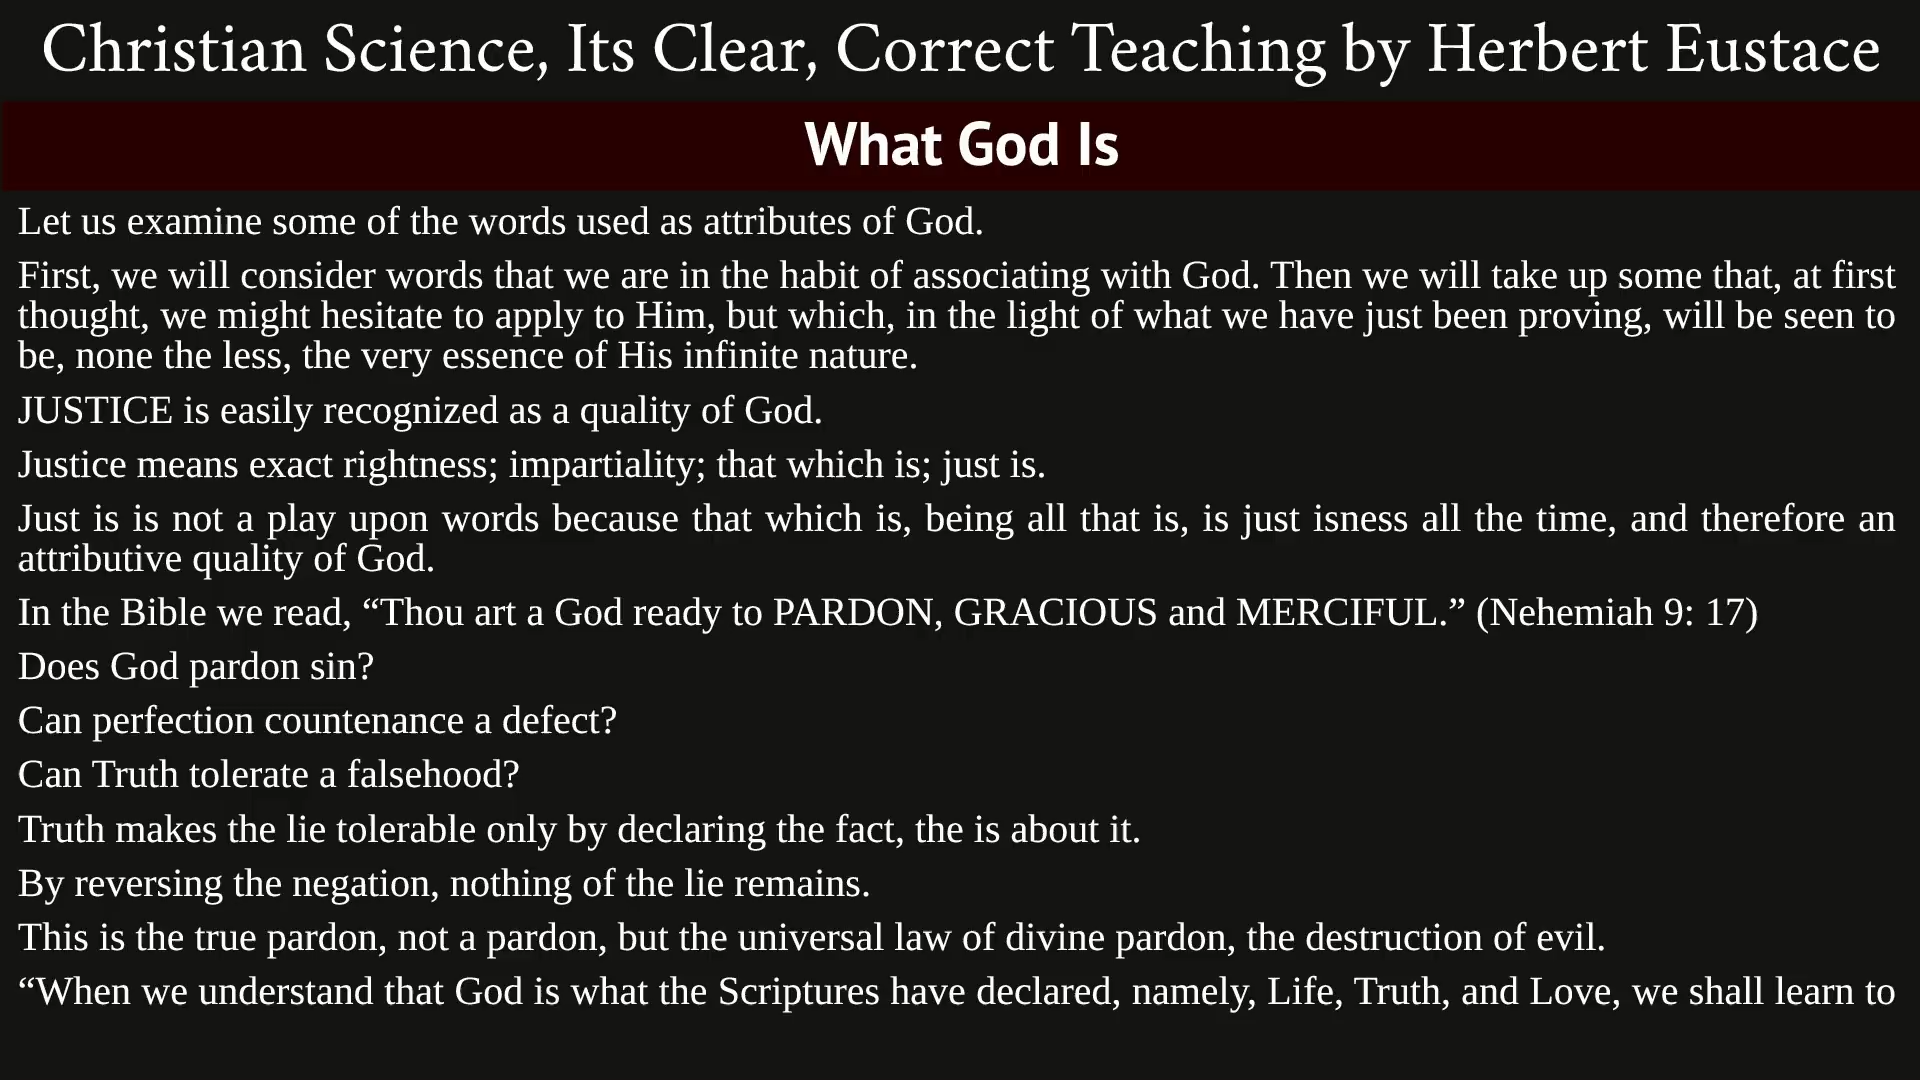 Christian Science, Its Clear, Correct Teaching by Herbert Eustace
What God Is
Let us examine some of the words used as attributes of God.
First, we will consider words that we are in the habit of associating with God. Then we will take up some that, at first
thought, we might hesitate to apply to Him, but which, in the light of what we have just been proving, will be seen to
be, none the less, the very essence of His infinite nature.
JUSTICE is easily recognized as a quality of God.
Justice means exact rightness; impartiality; that which is; just is.
Just is is not a play upon words because that which is, being all that is, is just isness all the time, and therefore an
attributive quality of God.
In the Bible we read, “Thou art a God ready to PARDON, GRACIOUS and MERCIFUL.” (Nehemiah 9: 17)
Does God pardon sin?
Can perfection countenance a defect?
Can Truth tolerate a falsehood?
Truth makes the lie tolerable only by declaring the fact, the is about it.
By reversing the negation, nothing of the lie remains.
This is the true pardon, not a pardon, but the universal law of divine pardon, the destruction of evil.
“When we understand that God is what the Scriptures have declared, namely, Life, Truth, and Love, we shall learn to